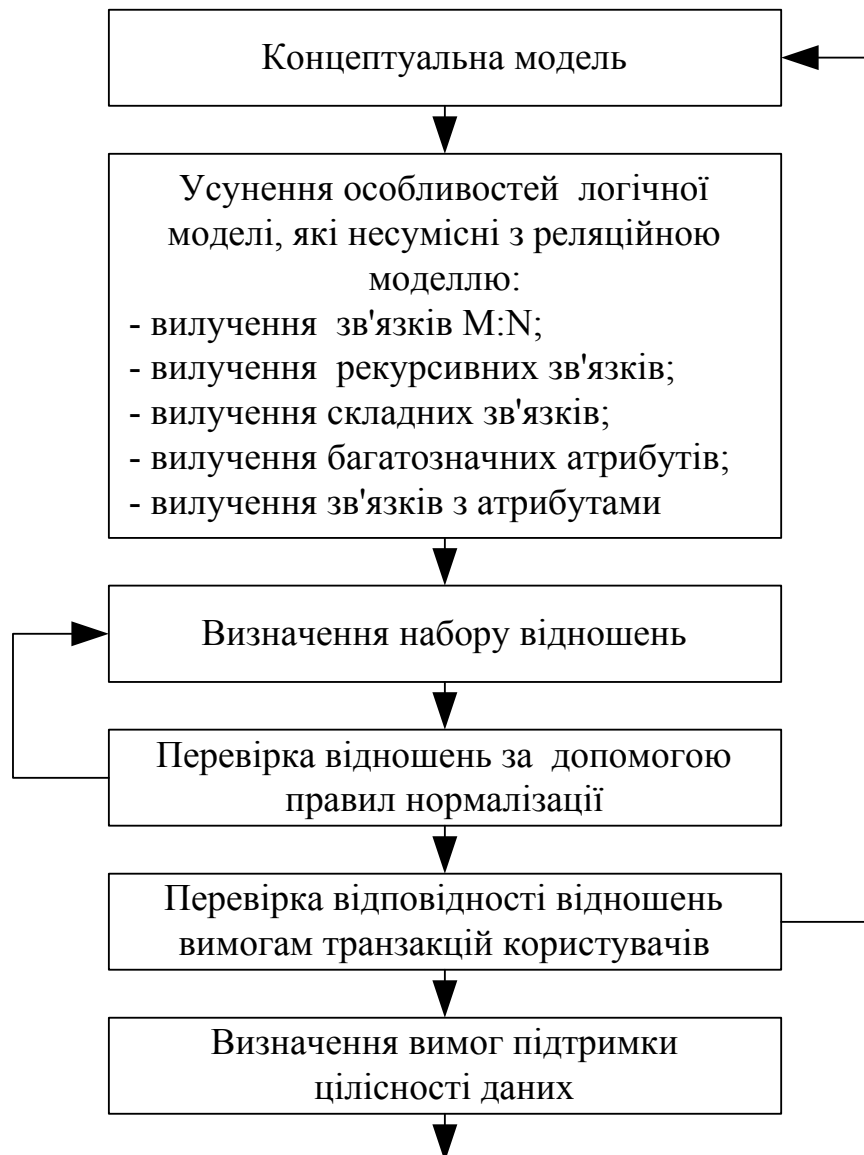 Концептуальна модель
Усунення особливостей логічної
моделі, які несумісні з реляційною
моделлю:
- вилучення зв'язків M:N;
- вилучення рекурсивних зв'язків;
- вилучення складних зв'язків;
- вилучення багатозначних атрибутів;
- вилучення зв'язків з атрибутами
Визначення набору відношень
Перевірка відношень за допомогою
правил нормалізації
Перевірка відповідності відношень
вимогам транзакцій користувачів
Визначення вимог підтримки
цілісності даних